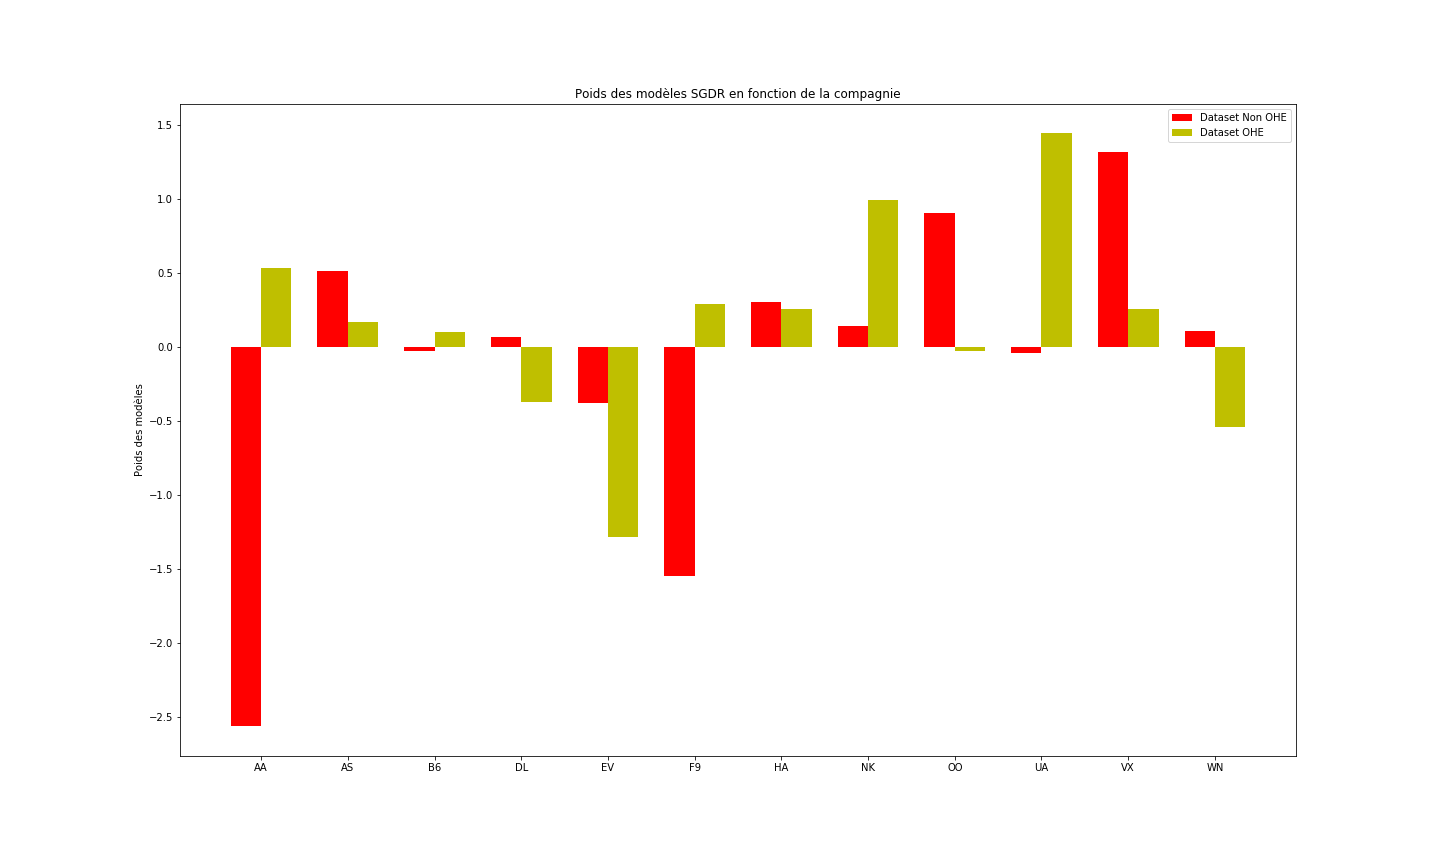 Poids des modèles SGDR en fonction de la compagnie
Dataset Non OHE
Dataset OHE
1.5
1.0
0.5
0.0
−0.5
−1.0
−1.5
−2.0
−2.5
Poids des modèles
AA AS B6 DL EV F9 HA NK OO UA VX WN